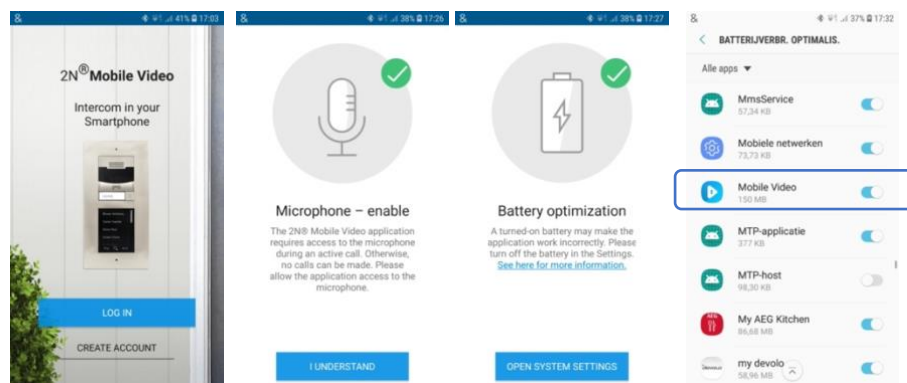 41% 17:03
2N® Mobile Video
Intercom in your
Smartphone
LOG IN
CREATE ACCOUNT
38% 17:26
Microphone – enable
The 2N® Mobile Video application
requires access to the microphone
during an active call. Otherwise,
no calls can be made. Please
allow the application access to the
microphone.
I UNDERSTAND
38% 17:27
Battery optimization
A turned-on battery may make the
application work incorrectly. Please
turn off the battery in the Settings.
See here for more information.
OPEN SYSTEM SETTINGS
37% 17:32
BATTERIJVERBR. OPTIMALIS.
Alle apps
MmsService
57,34 KB
Mobiele netwerken
73,73 KB
Mobile Video
150 MB
MTP-applicatie
377 KB
MTP-host
98,30 KB
AEG
My AEG Kitchen
86,68 MB
my devolo
58,96 MB